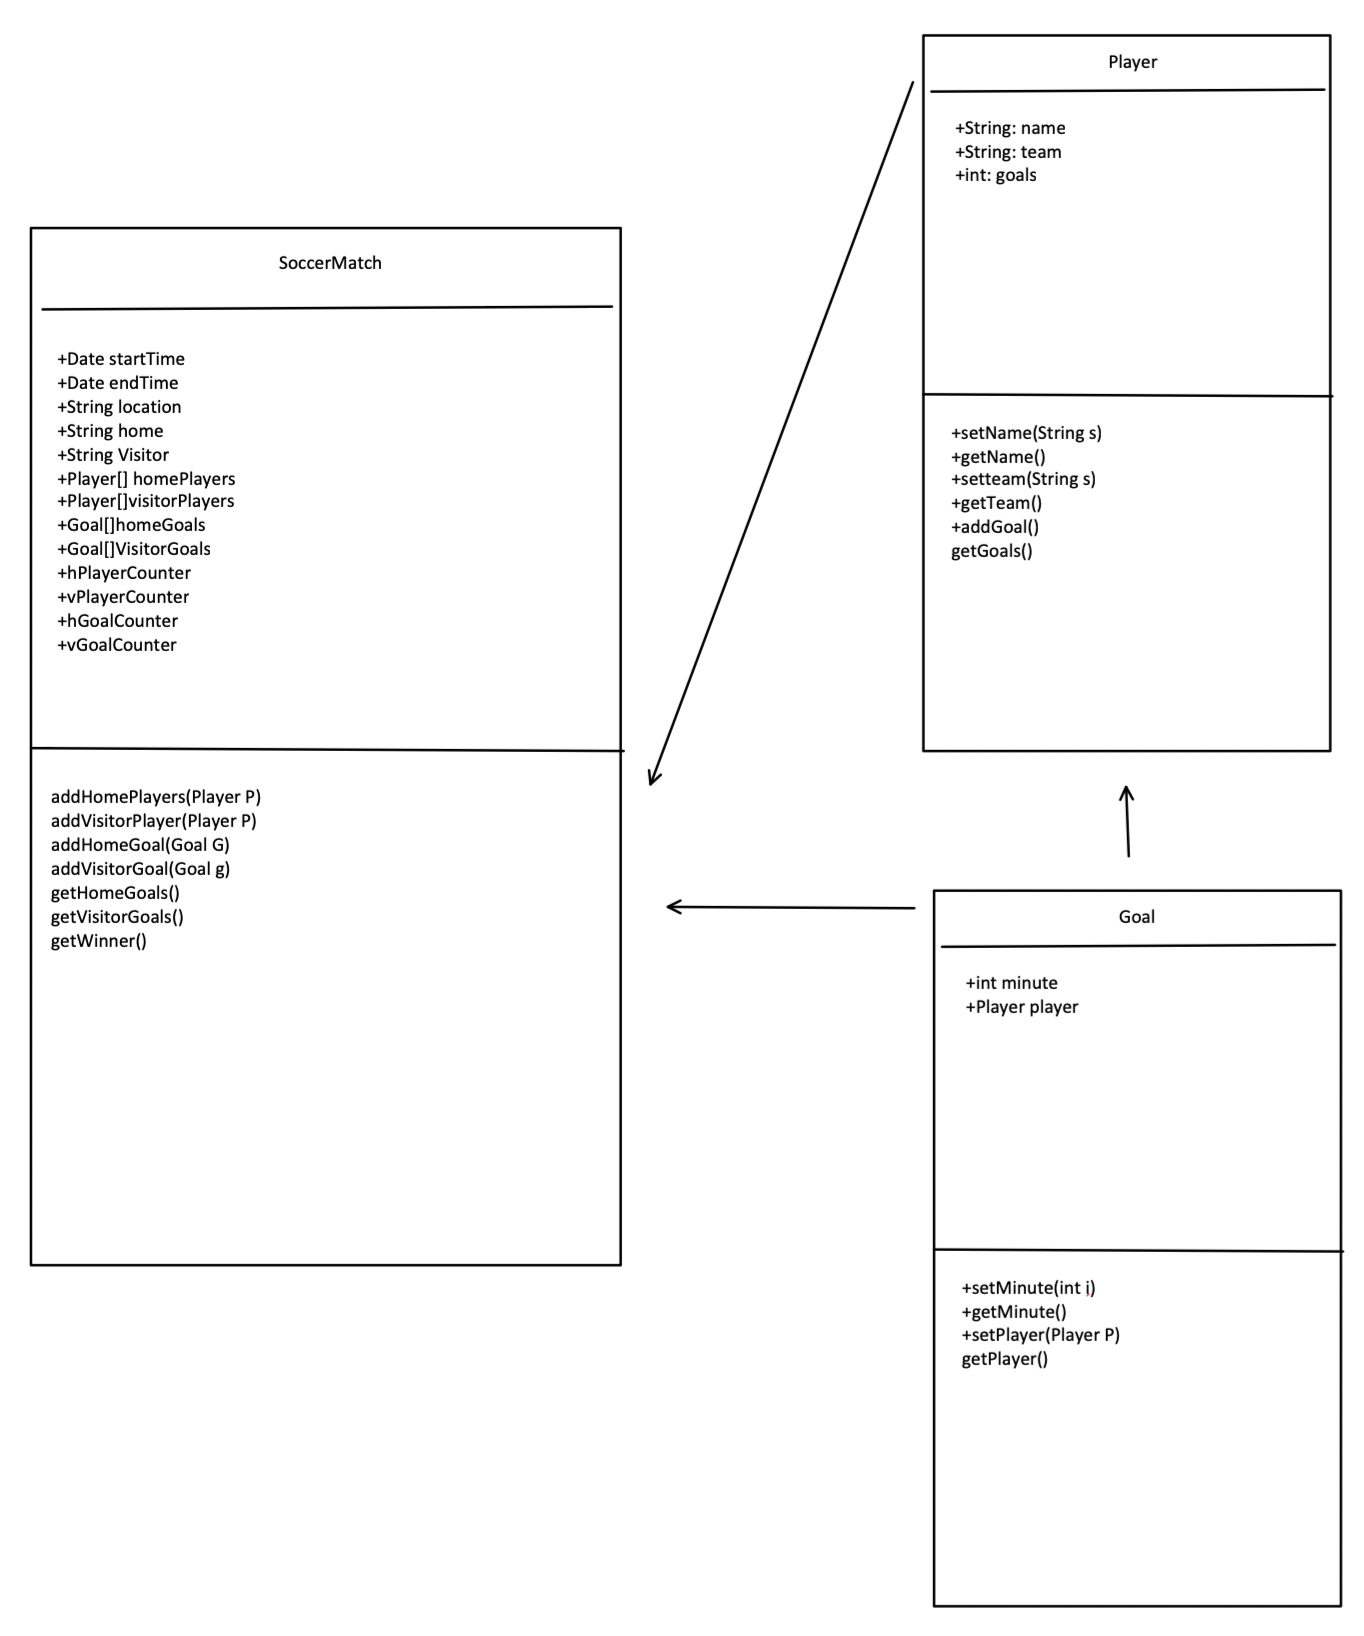 SoccerMatch
+Date startTime
+Date endTime
+String location
+String home
+String Visitor
+Player[] homePlayers
+Player[]visitorPlayers
+Goal[]homeGoals
+Goal[]VisitorGoals
+hPlayerCounter
+vPlayerCounter
+hGoalCounter
+vGoalCounter
addHomePlayers(Player P)
addVisitorPlayer(Player P)
addHomeGoal(Goal G)
addVisitorGoal(Goal g)
getHomeGoals()
getVisitorGoals()
getWinner()
Player
+String: name
+String: team
+int: goals
+setName(String s)
+getName()
+setteam(String s)
+getTeam()
+addGoal()
getGoals()
Goal
+int minute
+Player player
+setMinute(int i)
+getMinute()
+setPlayer(Player P)
getPlayer()